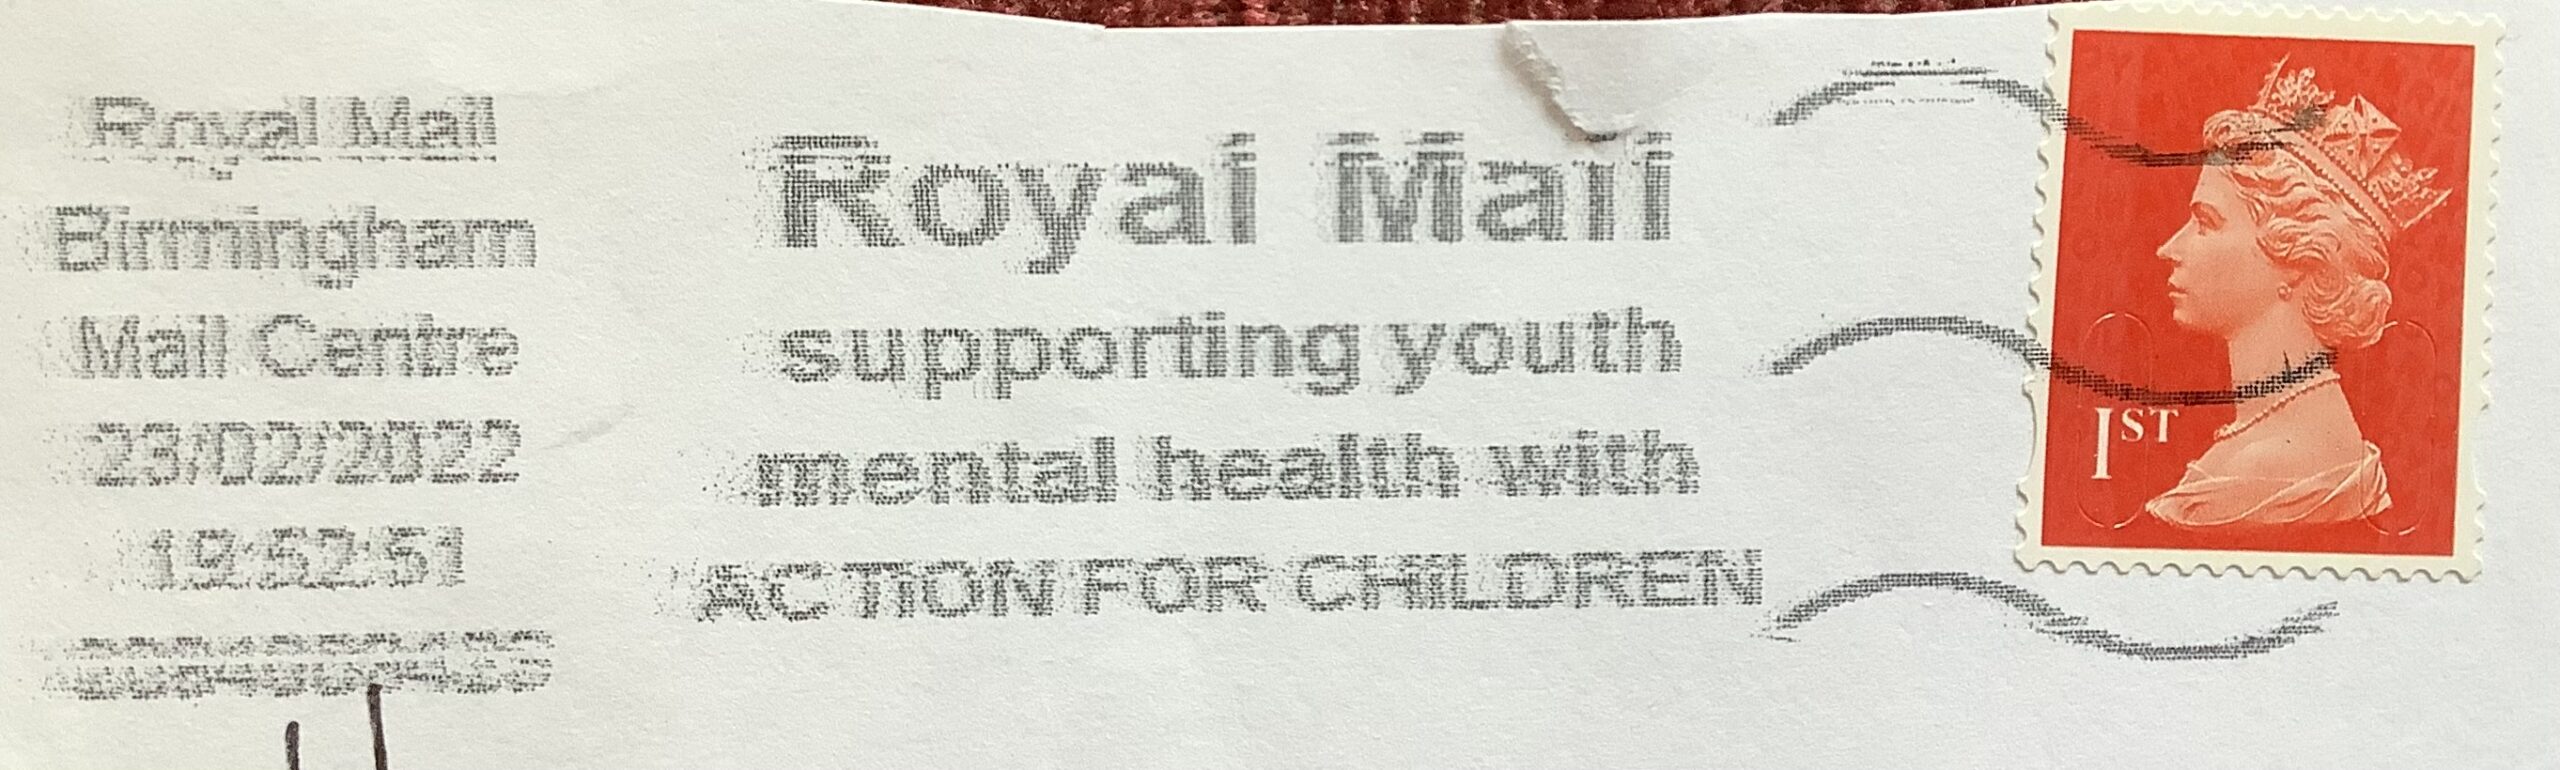 Royal Mail
Birmingham
Mail Centre
23/02/2022
19:52:51
Royal Mail
supporting youth
mental health with
ACTION FOR CHILDREN
1ST